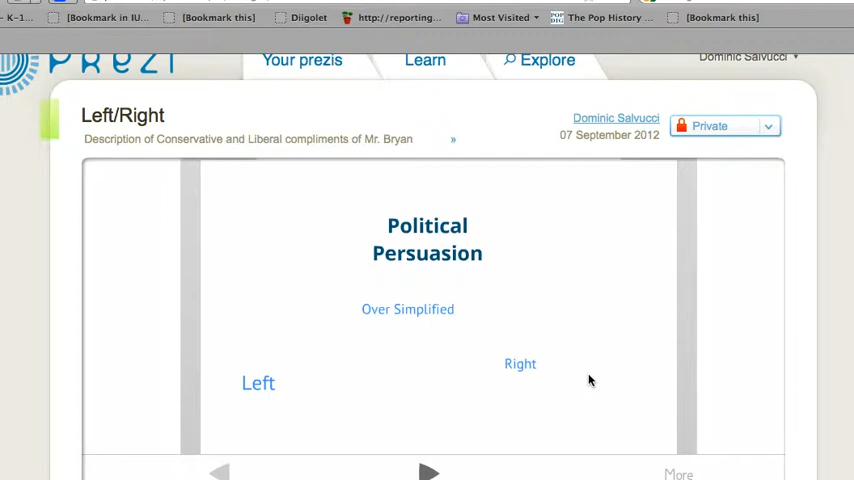 - K-1... [Bookmark in IU... [Bookmark this] Diigolet http://reporting... Most Visited The Pop History ... [Bookmark this]
PREZI Your prezis Learn Explore Dominic Salvucci
Left/Right
Dominic Salvucci
Private
Description of Conservative and Liberal compliments of Mr. Bryan »
07 September 2012
Political
Persuasion
Over Simplified
Right
Left
More